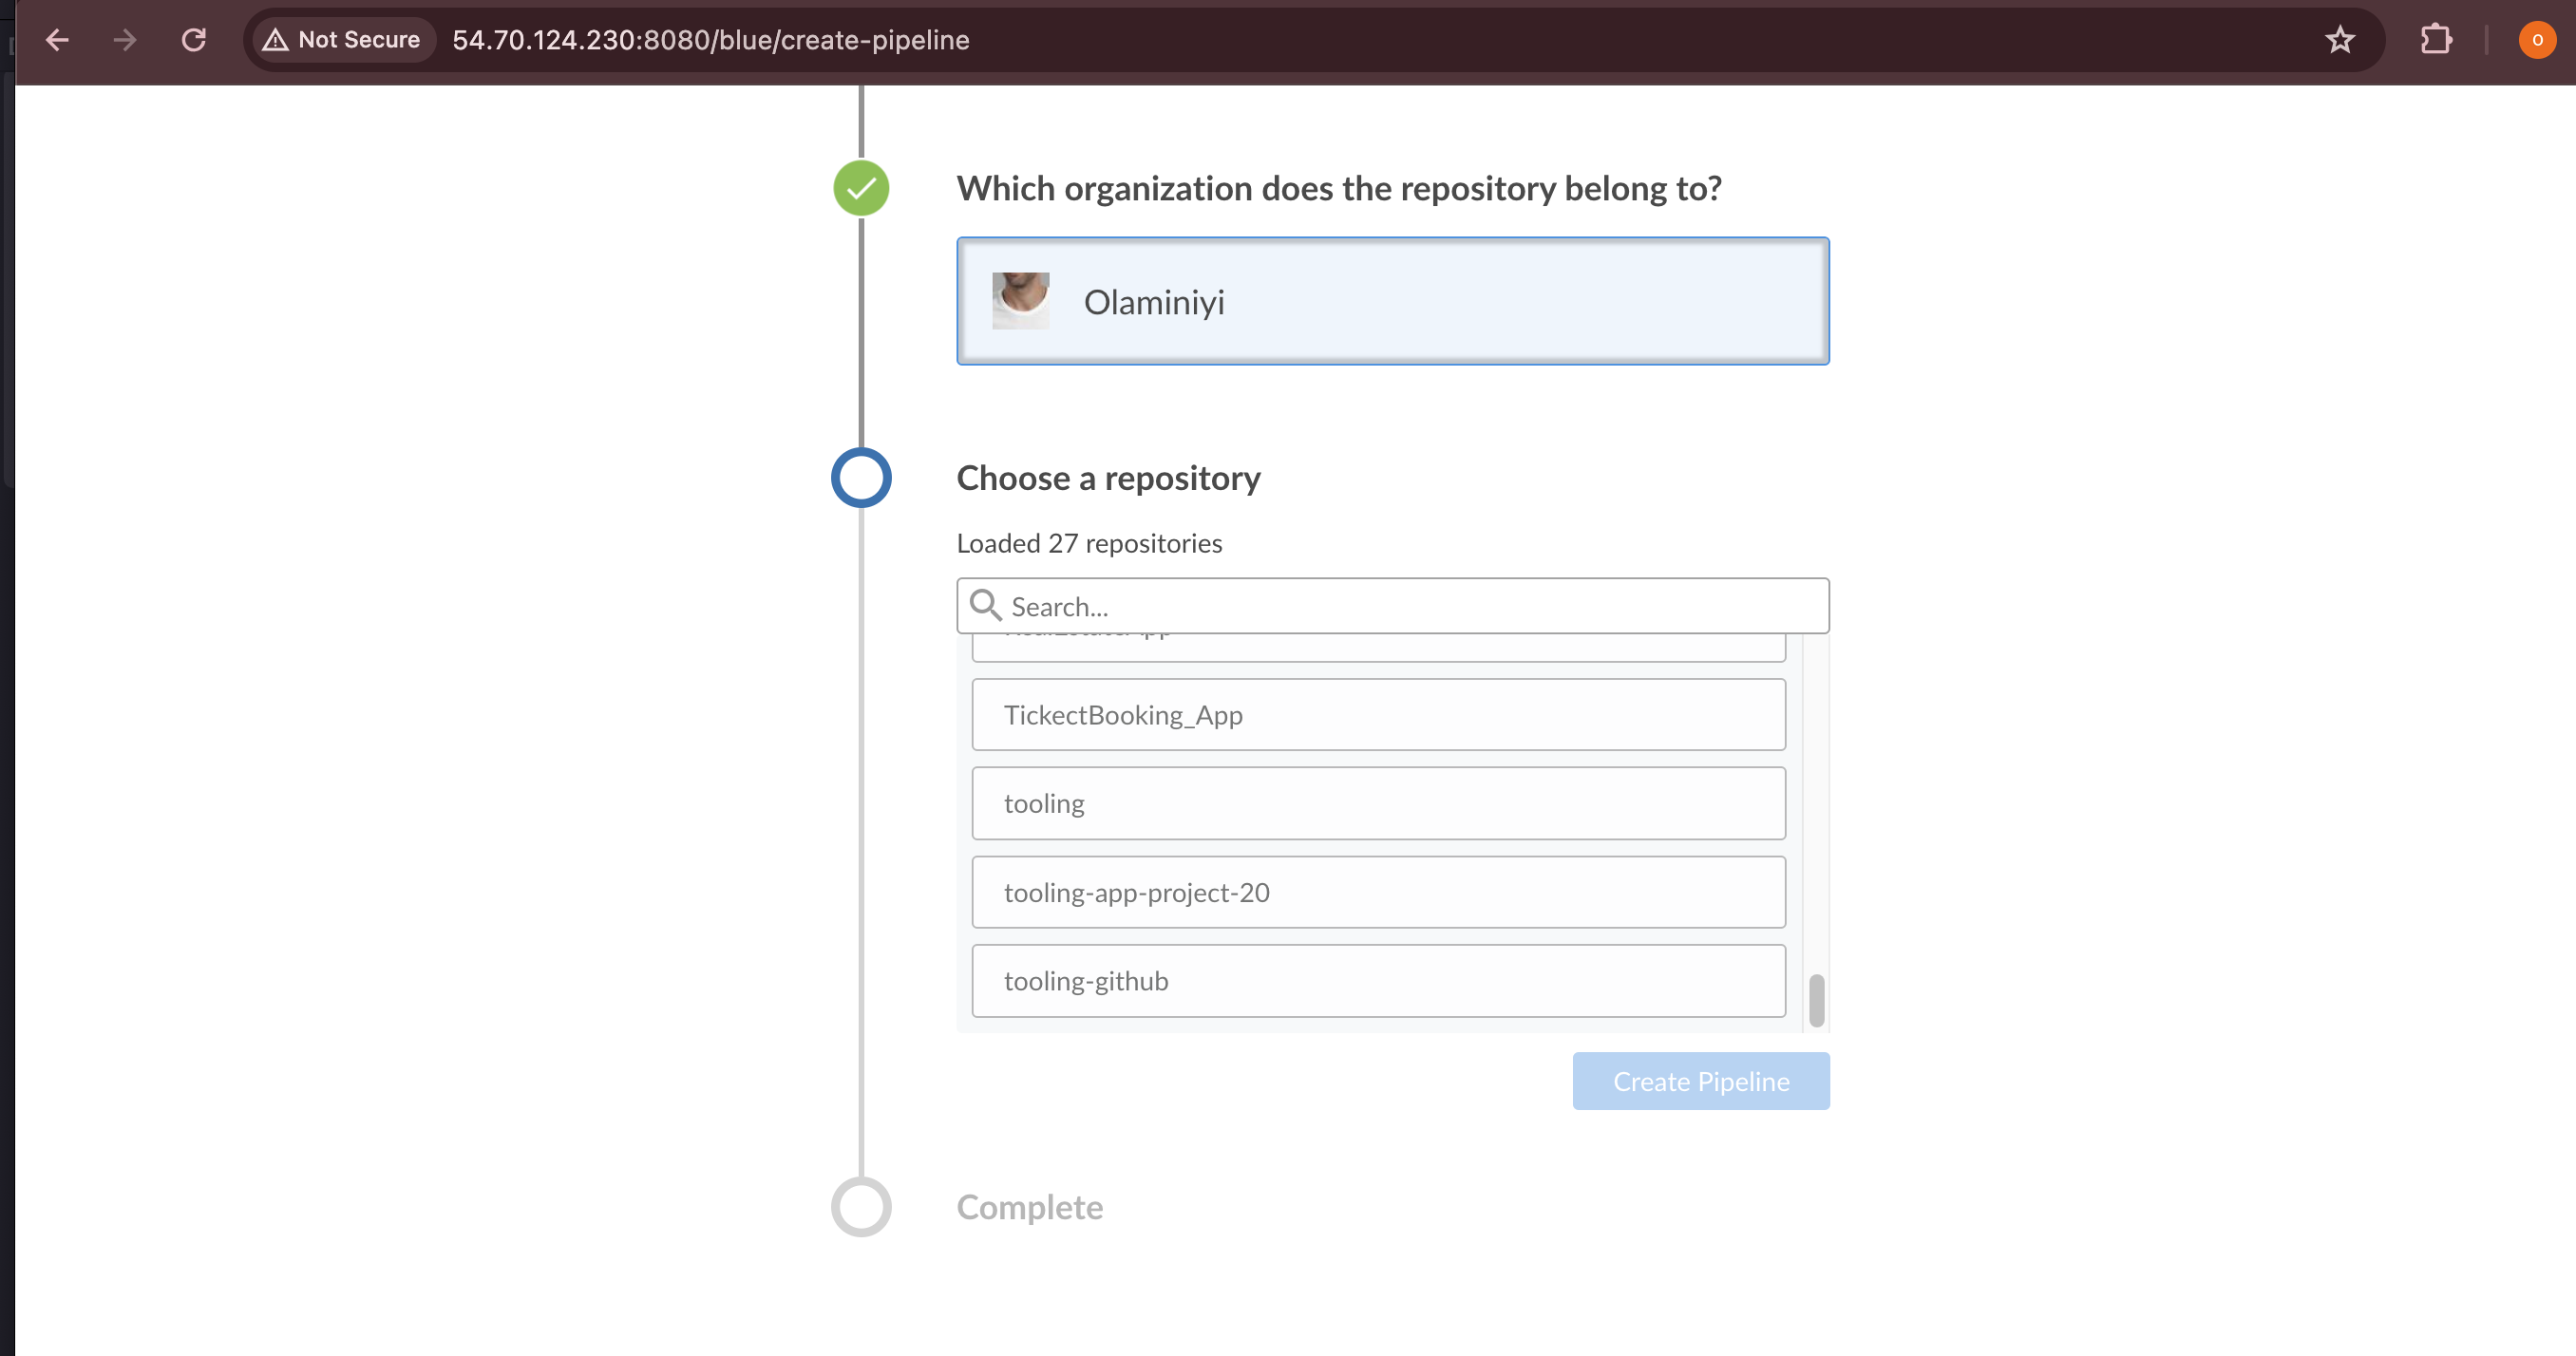 Not Secure 54.70.124.230:8080/blue/create-pipeline
O
Which organization does the repository belong to?
Olaminiyi
Choose a repository
Loaded 27 repositories
Search...
TickectBooking_App
tooling
tooling-app-project-20
tooling-github
Create Pipeline
Complete